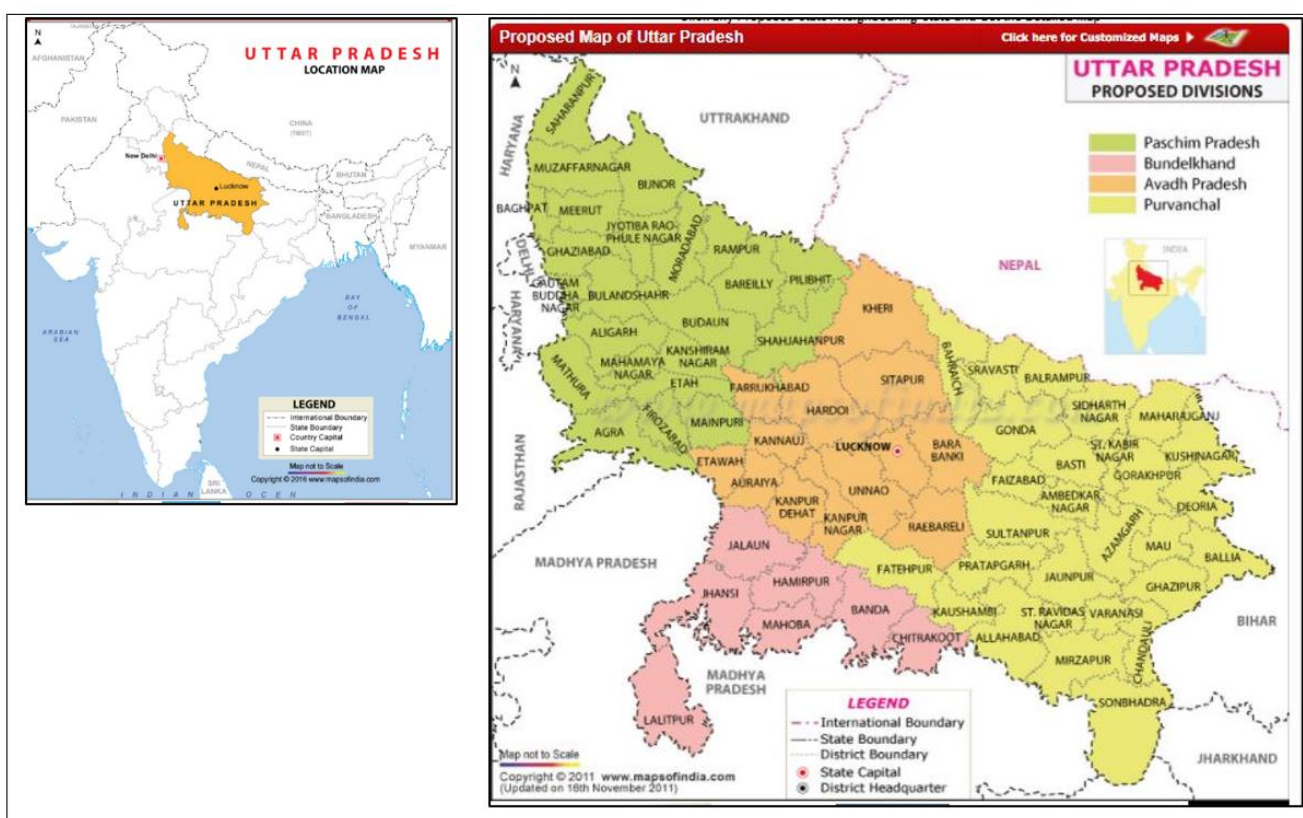 N
UTTAR PRADESH
LOCATION MAP
AFGHANISTAN
PAKISTAN
CHINA
(TIBET)
New Delhi
NEPAL
BHUTAN
Lucknow
UTTAR PRADESH
BANGLADESH
MYANMAR
BAY
OF
BENGAL
ARABIAN
SEA
LEGEND
International Boundary
State Boundary
Country Capital
State Capital
Map not to Scale
Copyright © 2016 www.mapsofindia.com
SRI
LANKA
INDIAN OCEN
Proposed Map of Uttar Pradesh
Click here for Customized Maps
N
UTTAR PRADESH
PROPOSED DIVISIONS
Paschim Pradesh
Bundelkhand
Avadh Pradesh
Purvanchal
INDIA
UTTRAKHAND
HARYANA
SAHARANPUR
MUZAFFARNAGAR
BIJNOR
BAGHPAT
MEERUT
JYOTIBA RAO-
PHULE NAGAR
MORADABAD
RAMPUR
GHAZIABAD
DELHI
GAUTAM
BUDDHA
NAGAR
BULANDSHAHR
BAREILLY
PILIBHIT
NEPAL
HARYANA
ALIGARH
BUDAUN
SHAHJAHANPUR
KHERI
MATHURA
MAHAMAYA
NAGAR
KANSHIRAM
NAGAR
ETAH
FARRUKHABAD
SITAPUR
BAHRAICH
SRAVASTI
BALRAMPUR
AGRA
FIROZABAD
MAINPURI
HARDOI
GONDA
SIDHARTH
NAGAR
MAHARAJGANJ
RAJASTHAN
KANNAUJ
LUCKNOW
BARA
BANKI
BASTI
ST. KABIR
NAGAR
KUSHINAGAR
GORAKHPUR
ETAWAH
AURAIYA
UNNAO
FAIZABAD
AMBEDKAR
NAGAR
DEORIA
KANPUR
DEHAT
KANPUR
NAGAR
RAEBARELI
SULTANPUR
AZAMGARH
MAU
BALLIA
MADHYA PRADESH
JALAUN
FATEHPUR
PRATAPGARH
JAUNPUR
GHAZIPUR
JHANSI
HAMIRPUR
BANDA
KAUSHAMBI
ST. RAVIDAS
NAGAR
VARANASI
BIHAR
MAHOBA
CHITRAKOOT
ALLAHABAD
MIRZAPUR
CHANDAULI
MADHYA
PRADESH
LALITPUR
SONBHADRA
JHARKHAND
LEGEND
International Boundary
State Boundary
District Boundary
State Capital
District Headquarter
Map not to Scale
Copyright © 2011 www.mapsofindia.com
(Updated on 16th November 2011)